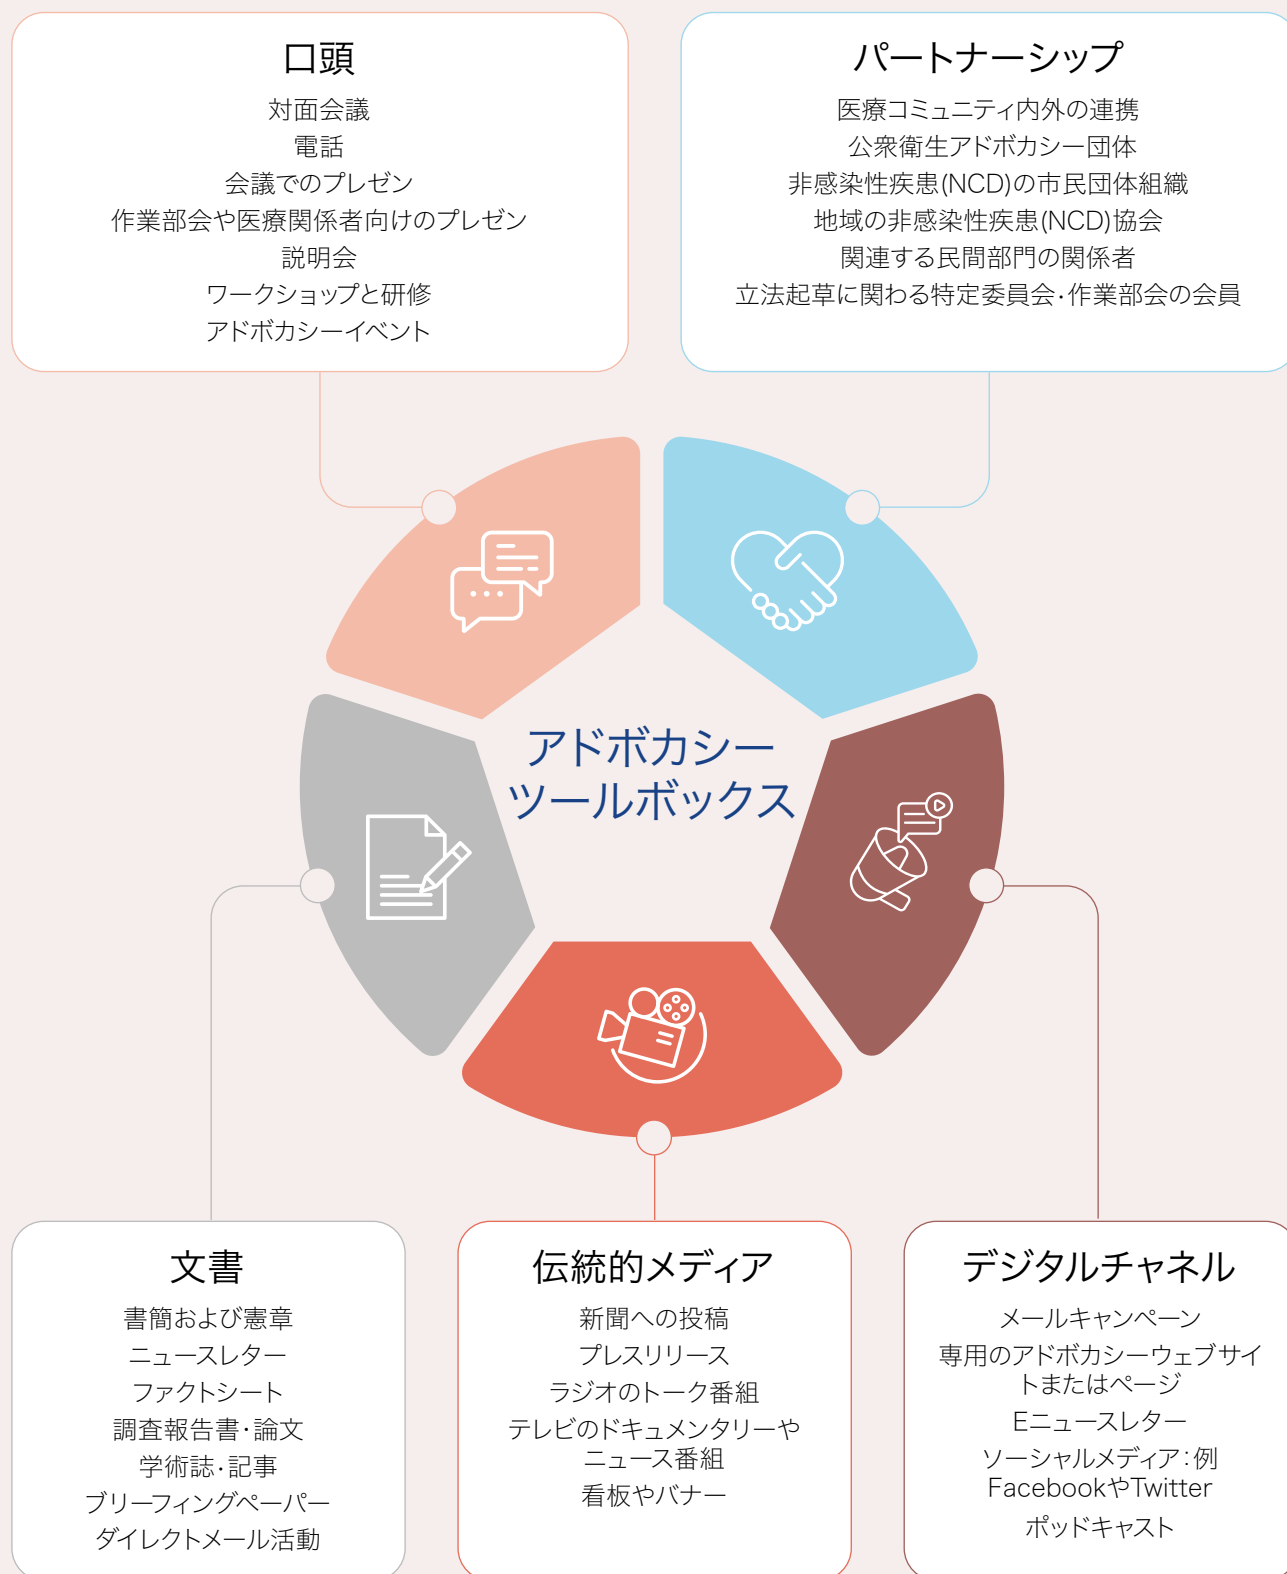 口頭
対面会議
電話
会議でのプレゼン
作業部会や医療関係者向けのプレゼン
説明会
ワークショップと研修
アドボカシーイベント
パートナーシップ
医療コミュニティ内外の連携
公衆衛生アドボカシー団体
非感染性疾患(NCD)の市民団体組織
地域の非感染性疾患(NCD)協会
関連する民間部門の関係者
立法起草に関わる特定委員会・作業部会の会員
アドボカシー
ツールボックス
文書
書簡および憲章
ニュースレター
ファクトシート
調査報告書・論文
学術誌・記事
ブリーフィングペーパー
ダイレクトメール活動
伝統的メディア
新聞への投稿
プレスリリース
ラジオのトーク番組
テレビのドキュメンタリーや
ニュース番組
看板やバナー
デジタルチャネル
メールキャンペーン
専用のアドボカシーウェブサイ
トまたはページ
Eニュースレター
ソーシャルメディア：例
FacebookやTwitter
ポッドキャスト